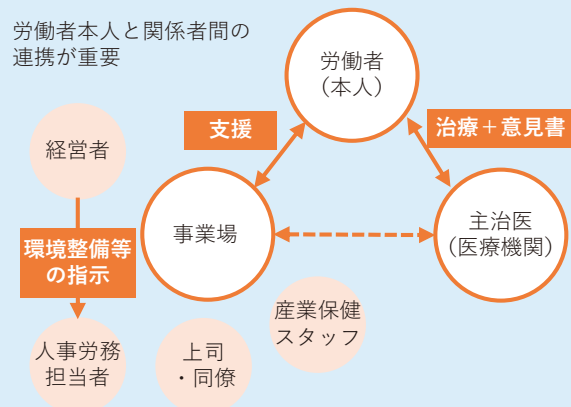 労働者本人と関係者間の
連携が重要
労働者
（本人）
支援
治療＋意見書
経営者
事業場
主治医
（医療機関）
環境整備等
の指示
産業保健
スタッフ
人事労務
担当者
上司
・同僚